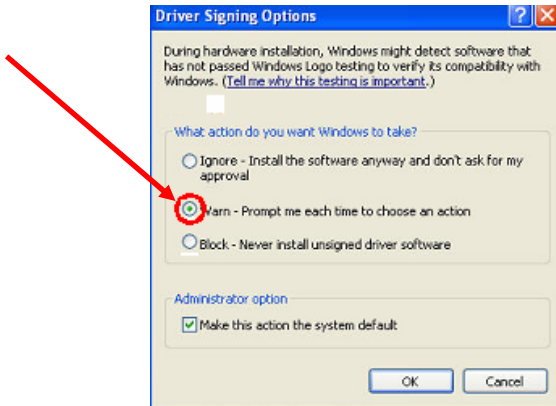 Driver Signing Options
During hardware installation, Windows might detect software that
has not passed Windows Logo testing to verify its compatibility with
Windows. (Tell me why this testing is important.)
What action do you want Windows to take?
Ignore - Install the software anyway and don't ask for my
approval
Warn - Prompt me each time to choose an action
Block - Never install unsigned driver software
Administrator option
Make this action the system default
OK Cancel